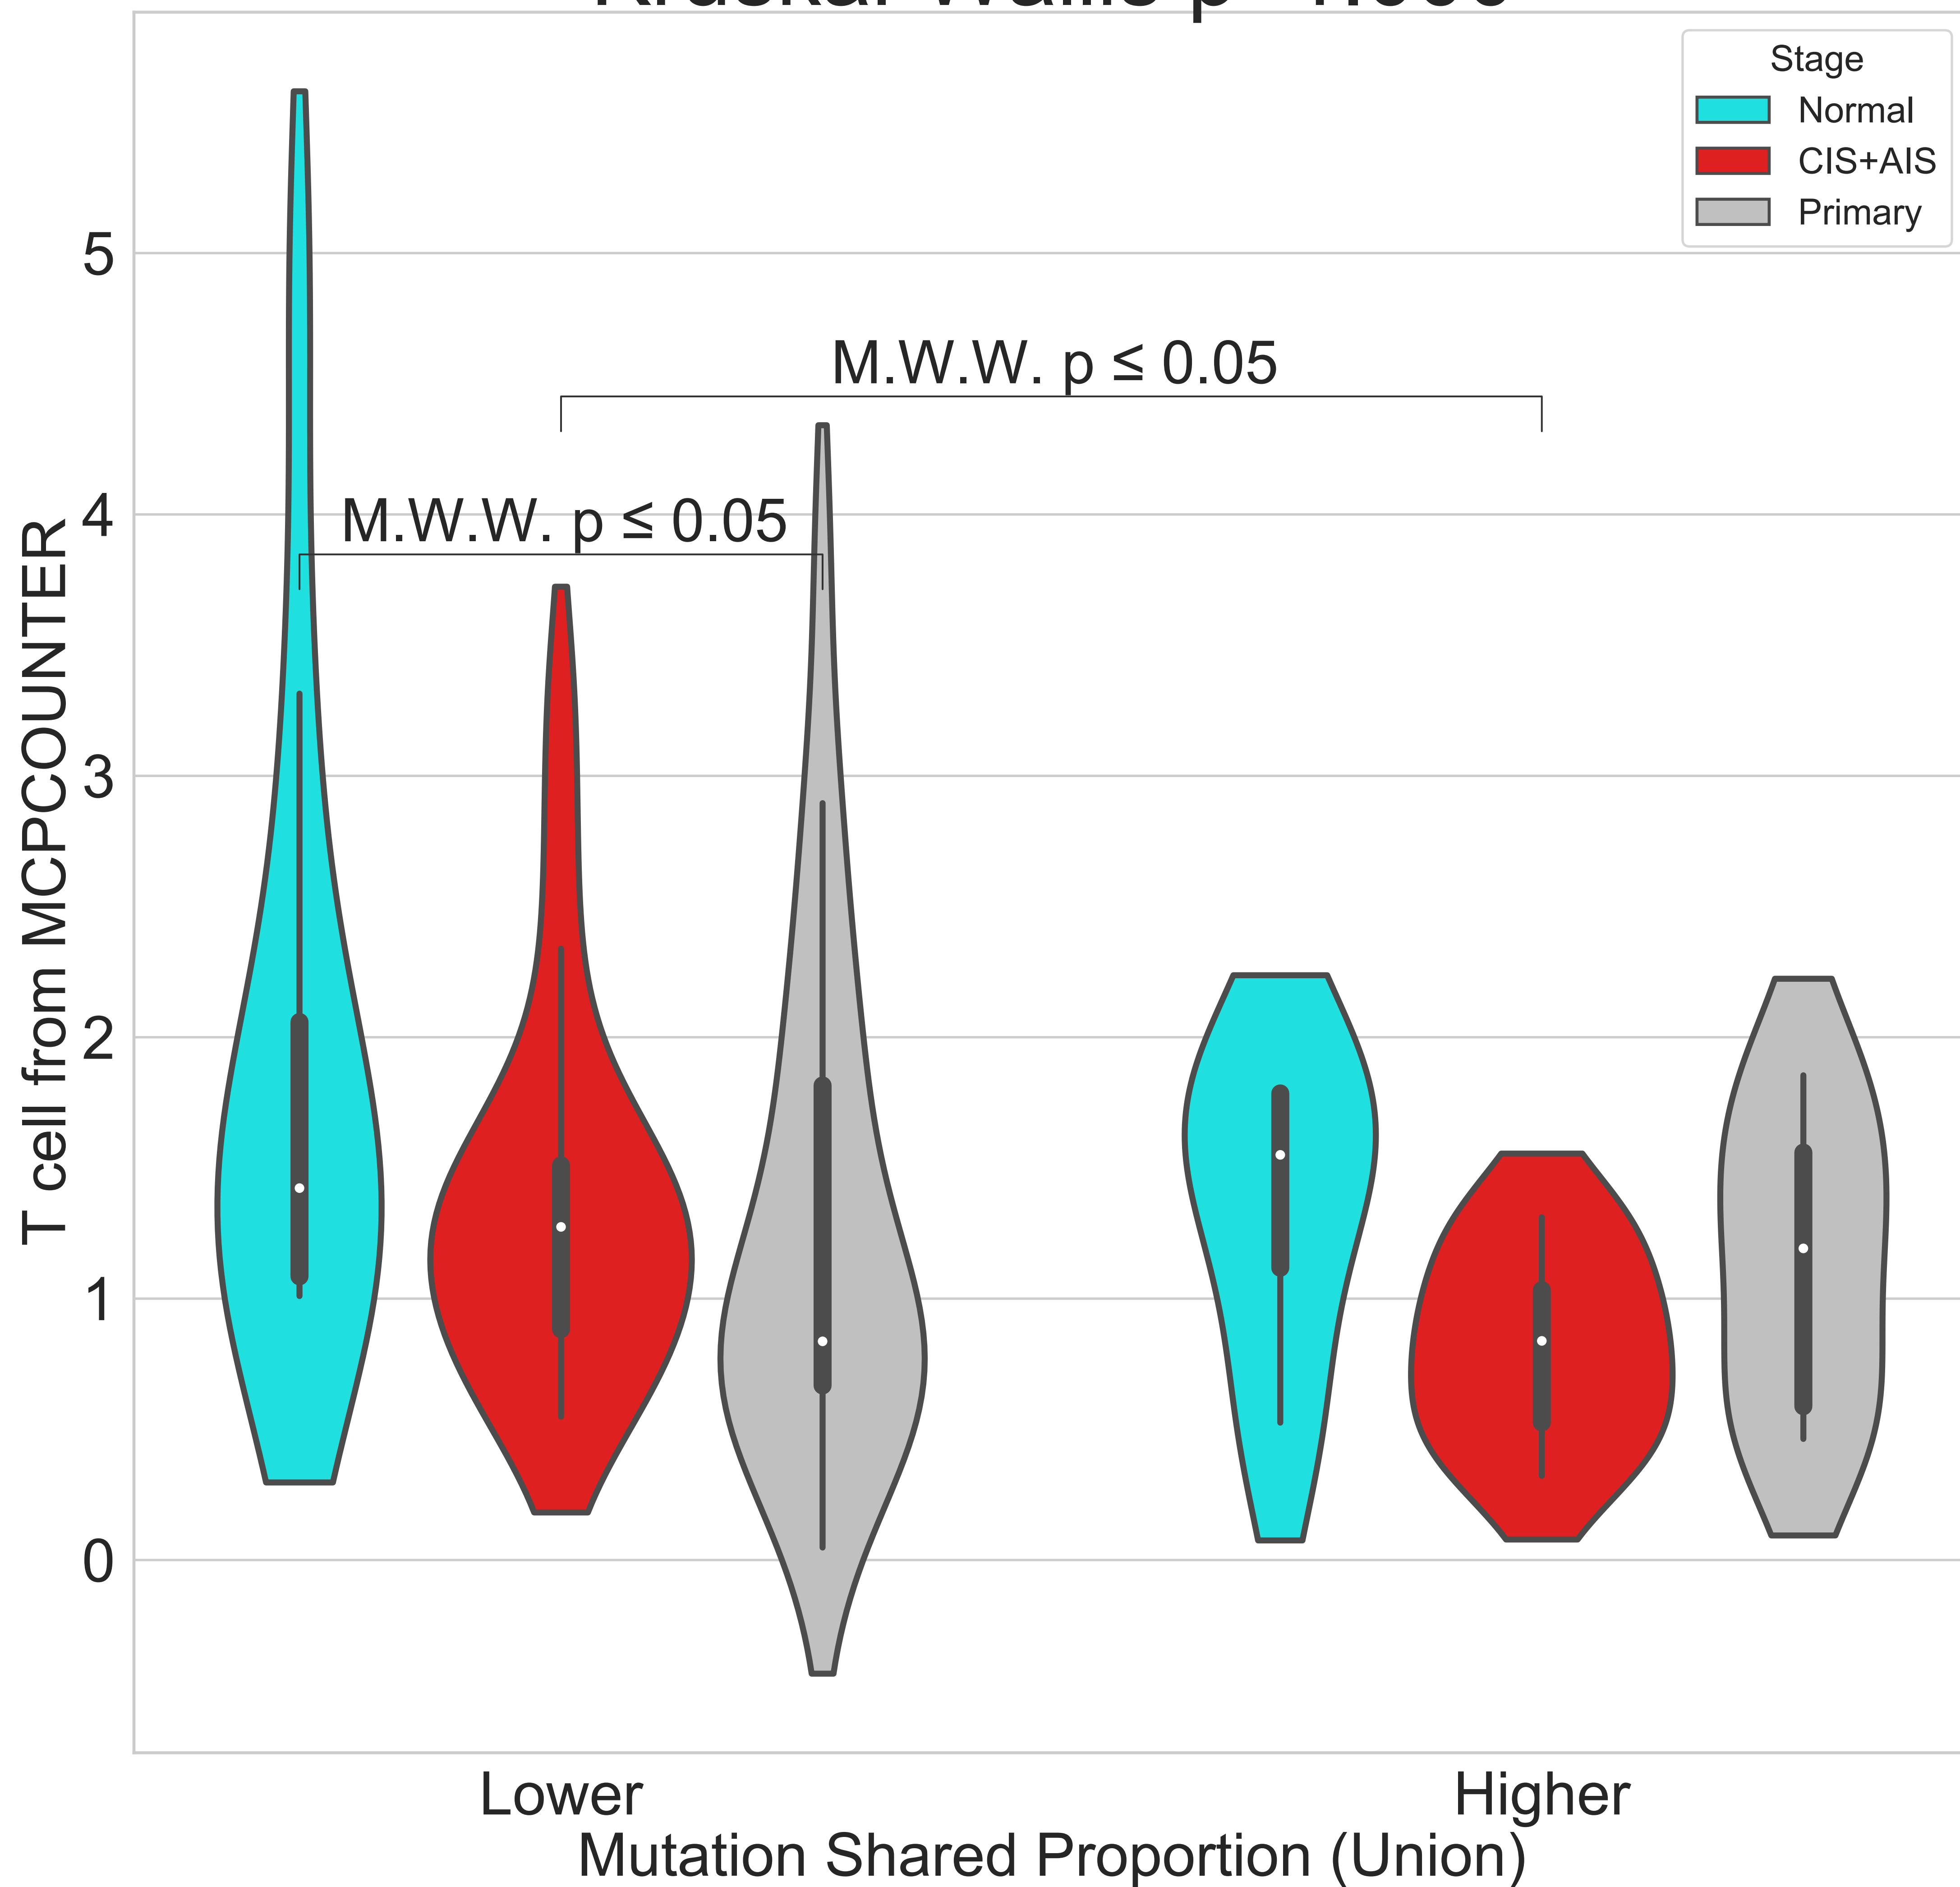 Stage
Normal
CIS+AIS
Primary
M.W.W. p ≤ 0.05
M.W.W. p ≤ 0.05
T cell from MCPCOUNTER
5
4
3
2
1
0
Lower
Higher
Mutation Shared Proportion (Union)